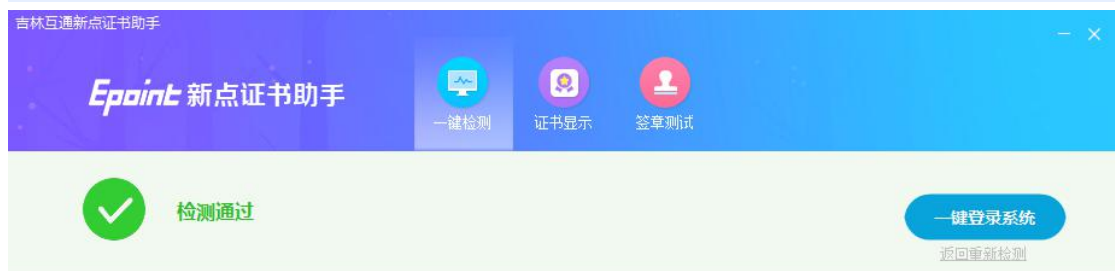 吉林互通新点证书助手
Epoint 新点证书助手
一键检测
证书显示
签章测试
检测通过
一键登录系统
返回重新检测